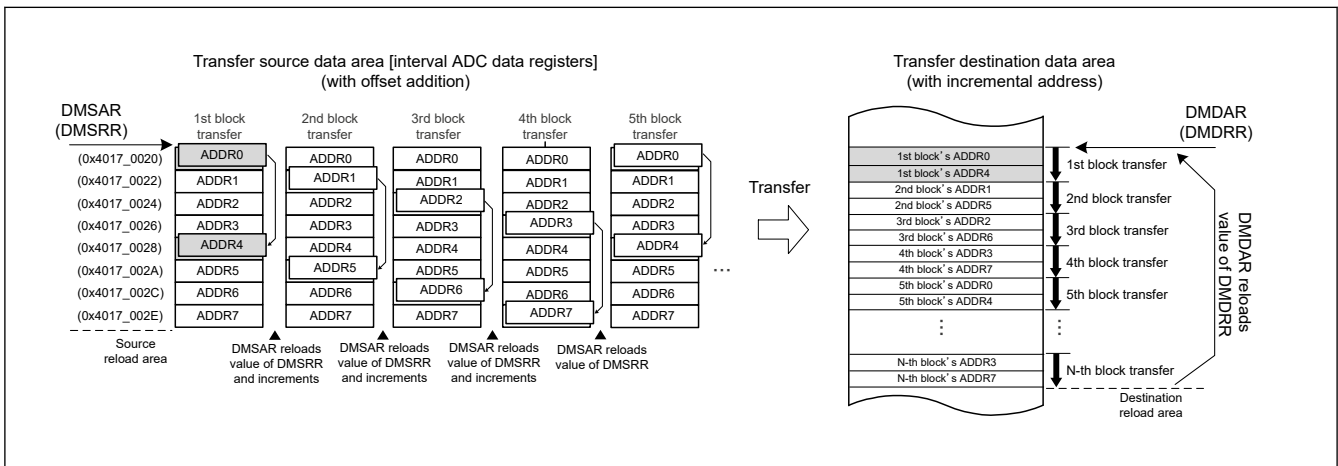 Transfer source data area [interval ADC data registers]
(with offset addition)
DMSAR
(DMSRR)
1st block
transfer
2nd block
transfer
3rd block
transfer
4th block
transfer
5th block
transfer
(0x4017_0020)
(0x4017_0022)
(0x4017_0024)
(0x4017_0026)
(0x4017_0028)
(0x4017_002A)
(0x4017_002C)
(0x4017_002E)
Source
reload area
ADDR0
ADDR1
ADDR2
ADDR3
ADDR4
ADDR5
ADDR6
ADDR7
ADDR0
ADDR1
ADDR2
ADDR3
ADDR4
ADDR5
ADDR6
ADDR7
ADDR0
ADDR1
ADDR2
ADDR3
ADDR4
ADDR5
ADDR6
ADDR7
ADDR0
ADDR1
ADDR2
ADDR3
ADDR4
ADDR5
ADDR6
ADDR7
ADDR0
ADDR1
ADDR2
ADDR3
ADDR4
ADDR5
ADDR6
ADDR7
...
DMSAR reloads
value of DMSRR
and increments
DMSAR reloads
value of DMSRR
and increments
DMSAR reloads
value of DMSRR
and increments
DMSAR reloads
value of DMSRR
Transfer
Transfer destination data area
(with incremental address)
DMDAR
(DMDRR)
1st block's ADDR0
1st block's ADDR4
2nd block's ADDR1
2nd block's ADDR5
3rd block's ADDR2
3rd block's ADDR6
4th block's ADDR3
4th block's ADDR7
5th block's ADDR0
5th block's ADDR4
N-th block's ADDR3
N-th block's ADDR7
1st block transfer
2nd block transfer
3rd block transfer
4th block transfer
5th block transfer
N-th block transfer
Destination
reload area
DMDAR reloads
value of DMDRR